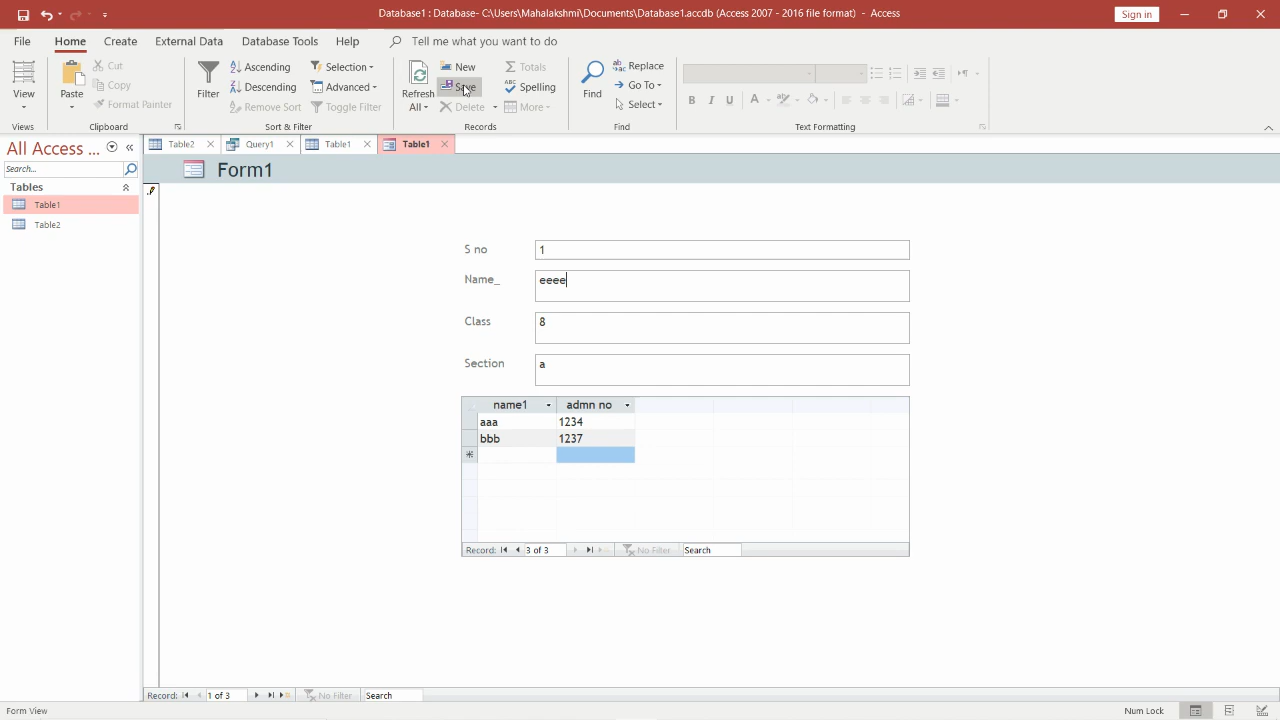 Database1 : Database- C:\Users\Mahalakshmi\Documents\Database1.accdb (Access 2007 - 2016 file format) - Access
Sign in
File Home Create External Data Database Tools Help Tell me what you want to do
View
Views
Paste
Cut
Copy
Format Painter
Clipboard
Filter
Ascending
Descending
Remove Sort
Selection
Advanced
Toggle Filter
Sort & Filter
Refresh
All
New
Save
Delete
Totals
Spelling
More
Records
Find
Replace
Go To
Select
Find
B I U A
Text Formatting
All Access ...
Search...
Tables
Table1
Table2
Table2 Query1 Table1 Table1
Form1
S no 1
Name_ eeee
Class 8
Section a
name1 admn no
aaa 1234
bbb 1237
Record: 3 of 3 No Filter Search
Record: 1 of 3 No Filter Search
Form View
Num Lock